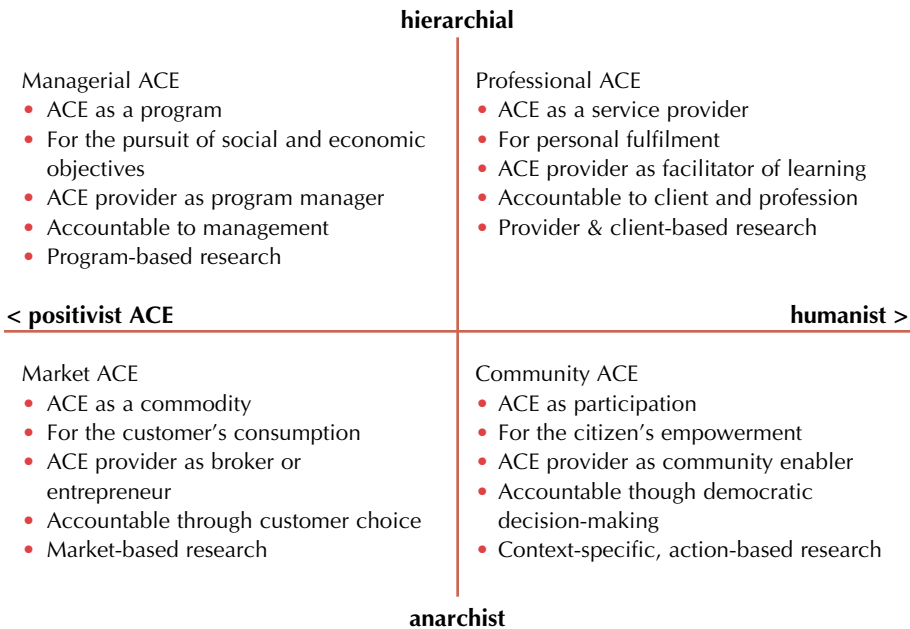 hierarchial
Managerial ACE
• ACE as a program
• For the pursuit of social and economic
objectives
• ACE provider as program manager
• Accountable to management
• Program-based research
Professional ACE
• ACE as a service provider
• For personal fulfilment
• ACE provider as facilitator of learning
• Accountable to client and profession
• Provider & client-based research
< positivist ACE
humanist >
Market ACE
• ACE as a commodity
• For the customer’s consumption
• ACE provider as broker or
entrepreneur
• Accountable through customer choice
• Market-based research
Community ACE
• ACE as participation
• For the citizen’s empowerment
• ACE provider as community enabler
• Accountable though democratic
decision-making
• Context-specific, action-based research
anarchist